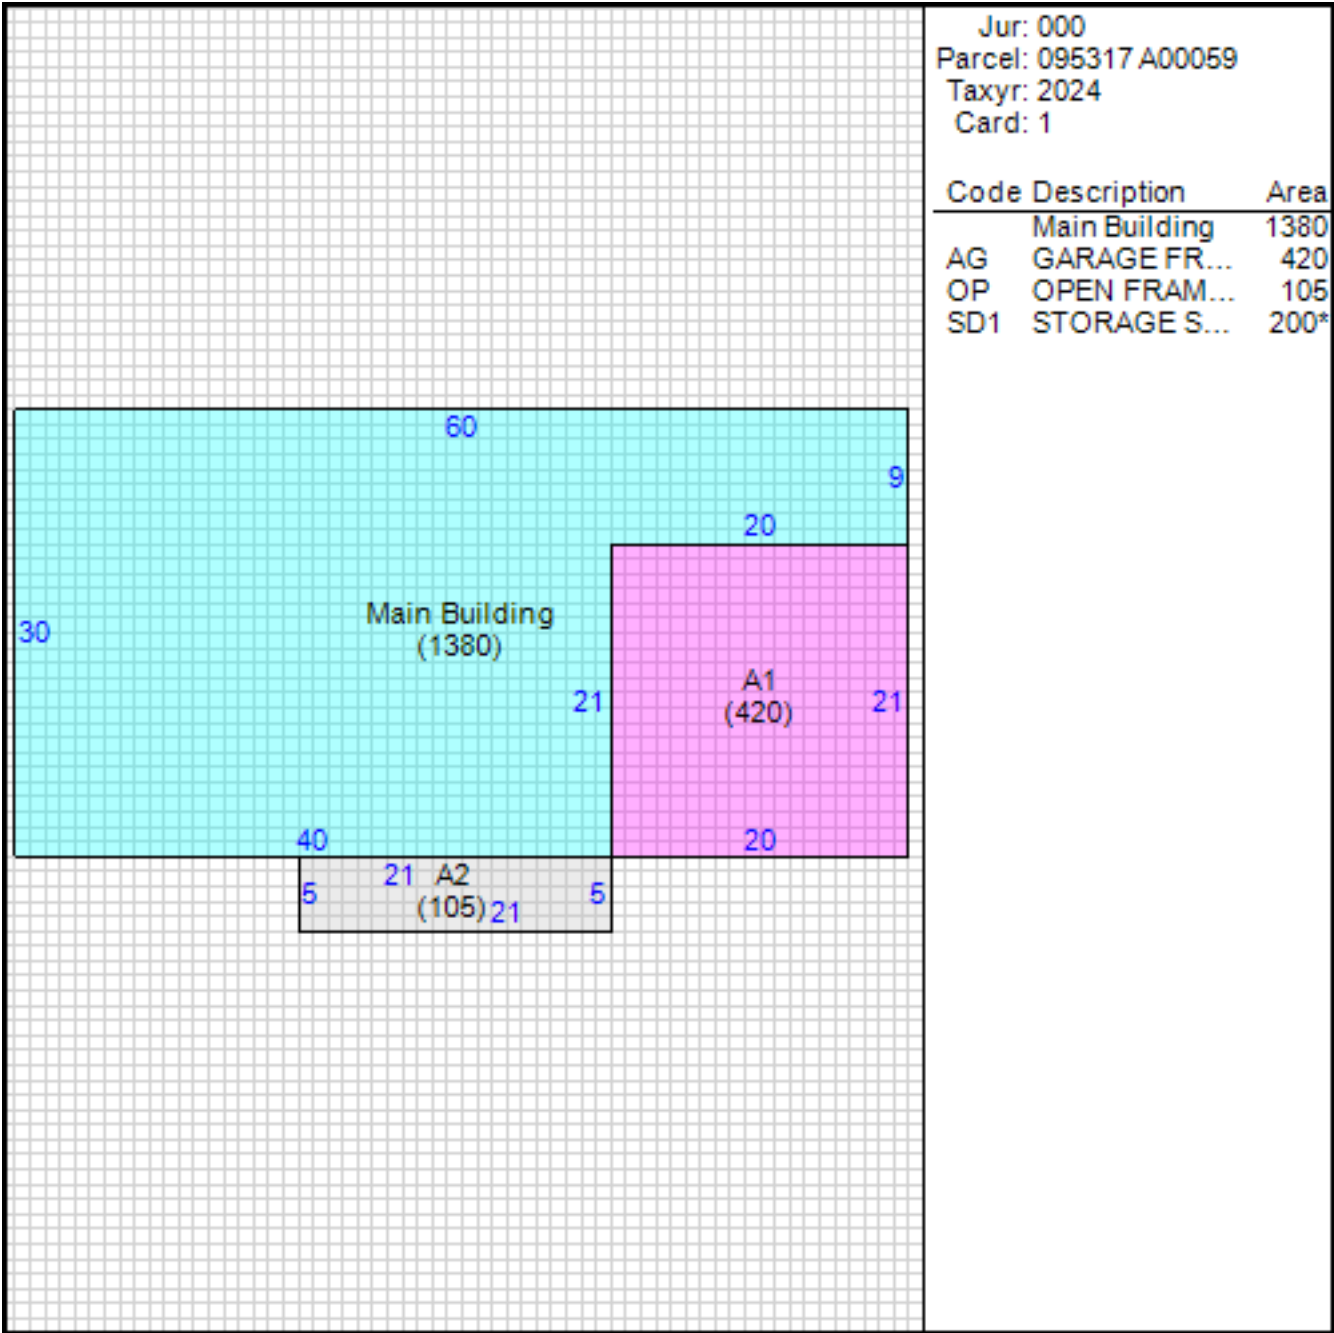 Jur: 000
Parcel: 095317 A00059
Taxyr: 2024
Card: 1
Code Description Area
Main Building 1380
AG GARAGE FR... 420
OP OPEN FRAM... 105
SD1 STORAGE S... 200*
60
9
20
Main Building
(1380)
30
21
A1
(420)
21
40
20
21 A2
5
(105) 21
5